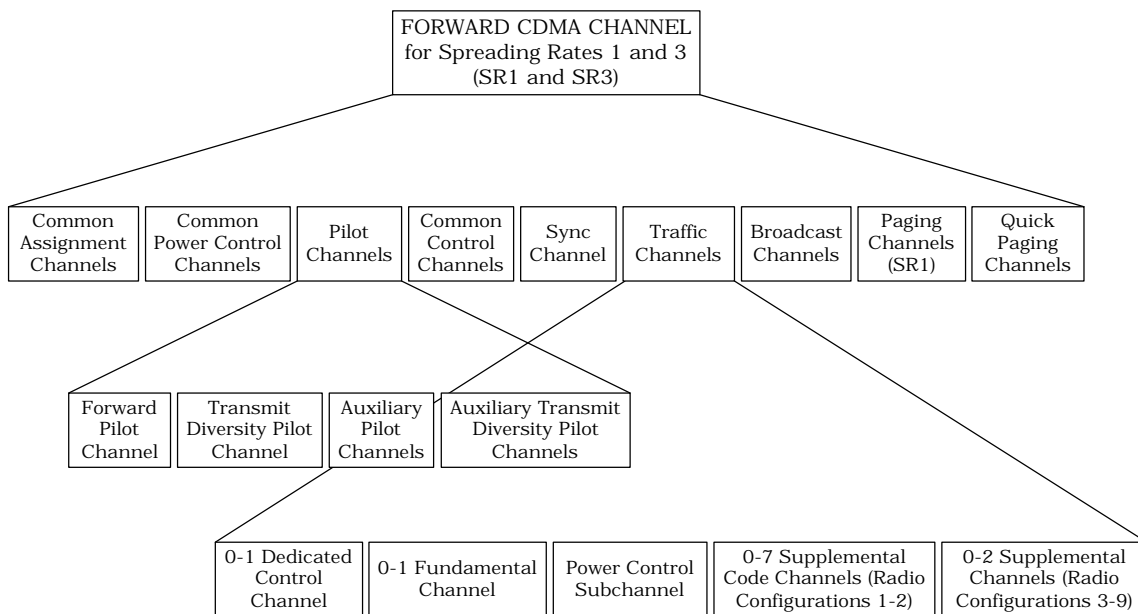 FORWARD CDMA CHANNEL
for Spreading Rates 1 and 3
(SR1 and SR3)
Common
Assignment
Channels
Common
Power Control
Channels
Pilot
Channels
Common
Control
Channels
Sync
Channel
Traffic
Channels
Broadcast
Channels
Paging
Channels
(SR1)
Quick
Paging
Channels
Forward
Pilot
Channel
Transmit
Diversity Pilot
Channel
Auxiliary
Pilot
Channels
Auxiliary Transmit
Diversity Pilot
Channels
0-1 Dedicated
Control
Channel
0-1 Fundamental
Channel
Power Control
Subchannel
0-7 Supplemental
Code Channels (Radio
Configurations 1-2)
0-2 Supplemental
Channels (Radio
Configurations 3-9)